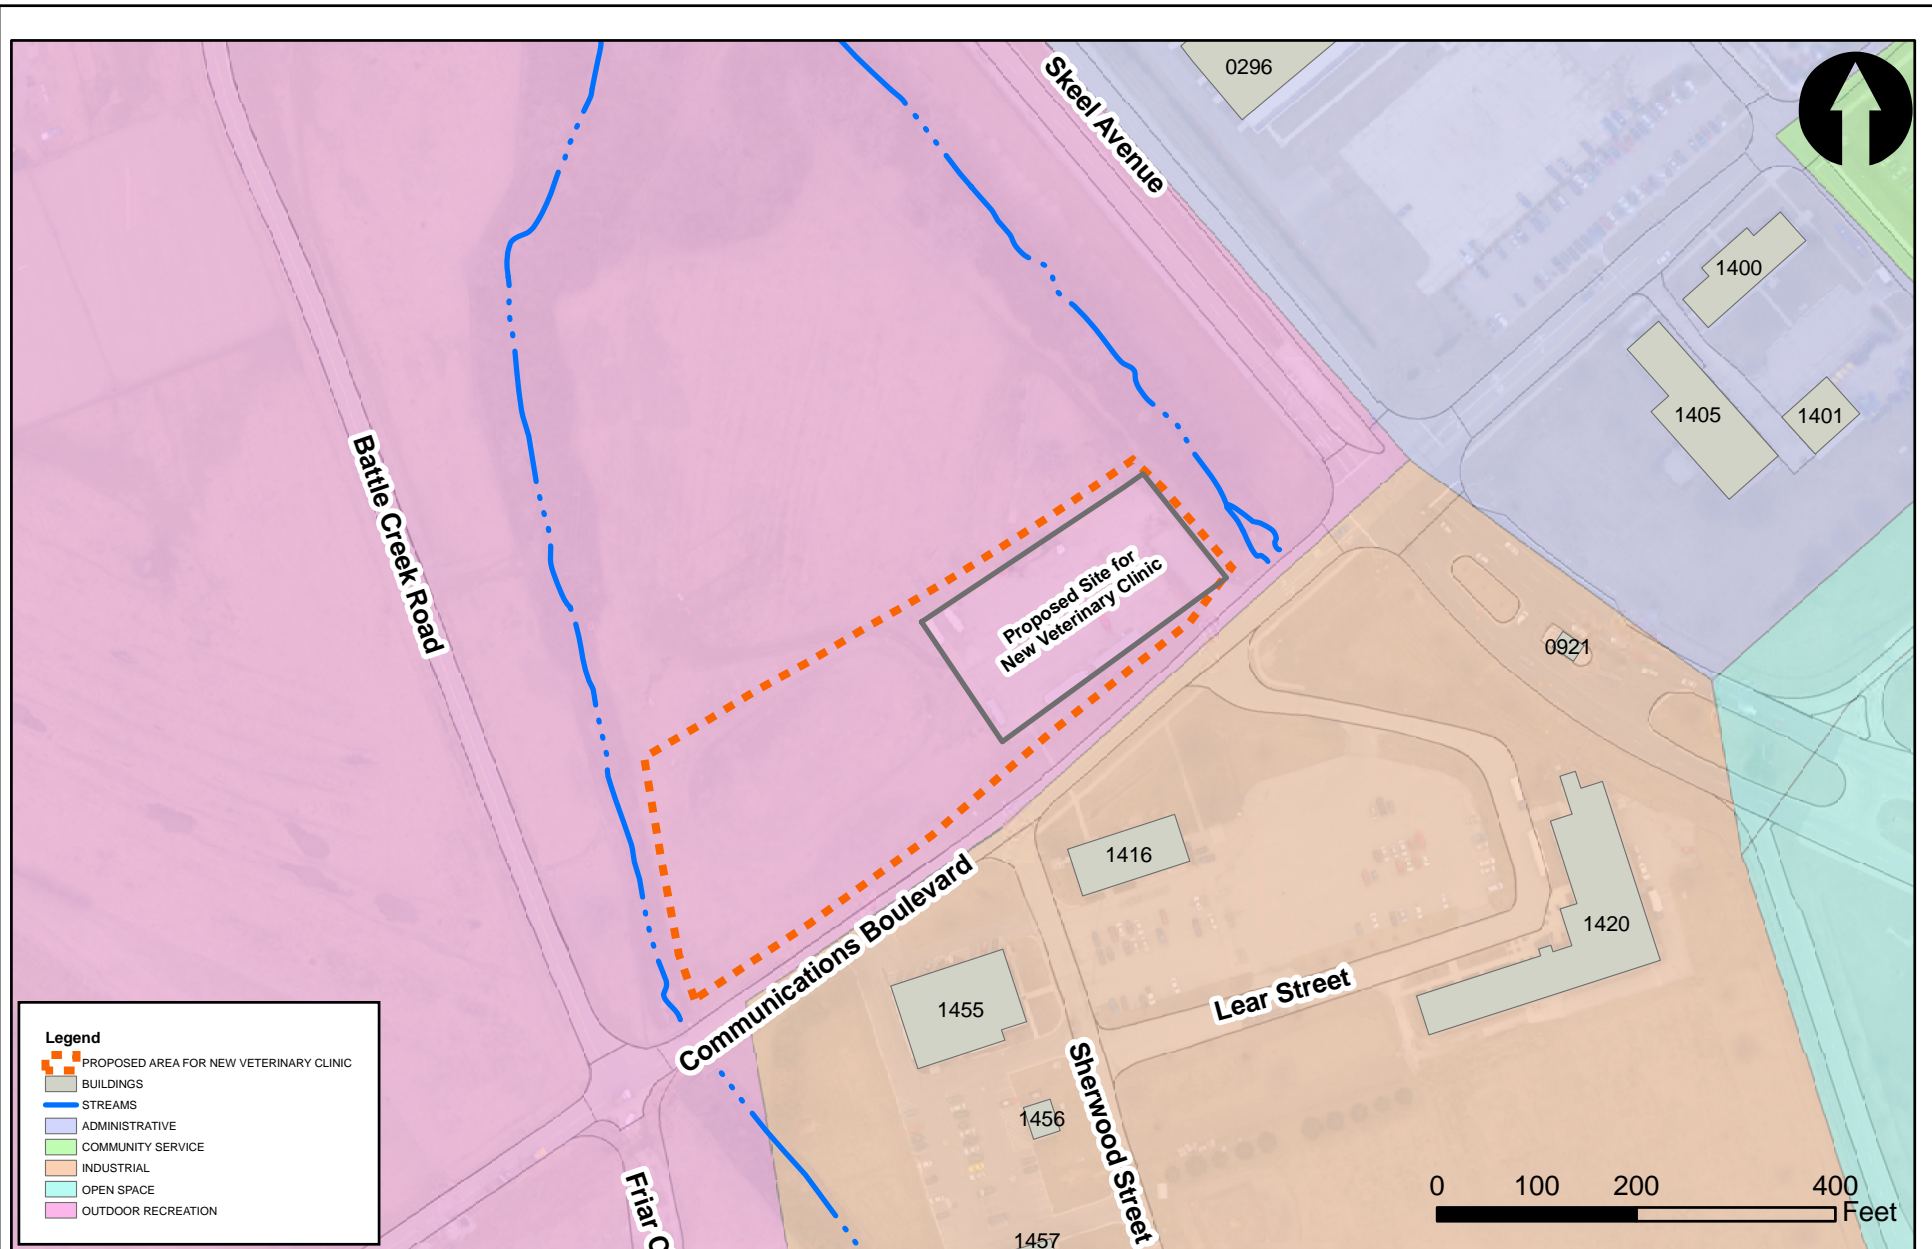 0296
Skeel Avenue
1400
1405
1401
Battle Creek Road
Proposed Site for
New Veterinary Clinic
0921
1416
1420
Communications Boulevard
1455
Lear Street
Sherwood Street
1456
1457
Friar
0 100 200 400
Feet
Legend
PROPOSED AREA FOR NEW VETERINARY CLINIC
BUILDINGS
STREAMS
ADMINISTRATIVE
COMMUNITY SERVICE
INDUSTRIAL
OPEN SPACE
OUTDOOR RECREATION